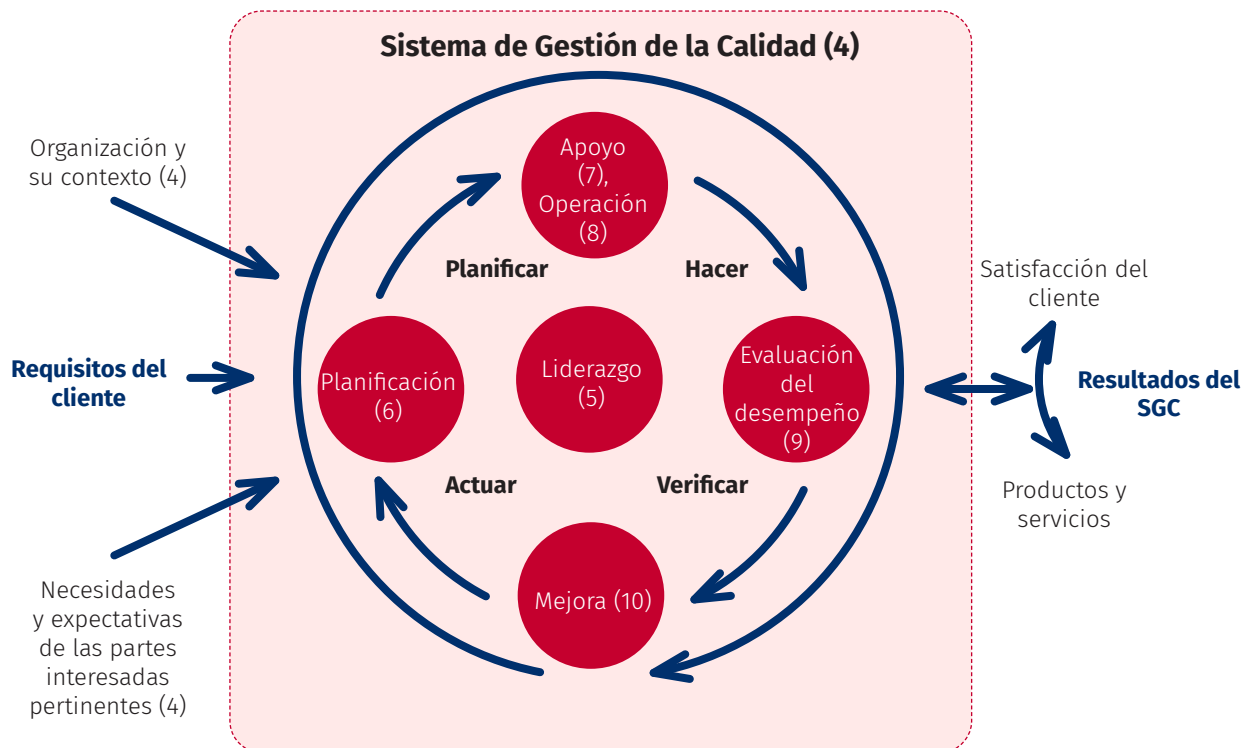 Sistema de Gestión de la Calidad (4)
Organización y
su contexto (4)
Requisitos del
cliente
Necesidades
y expectativas
de las partes
interesadas
pertinentes (4)
Apoyo
(7),
Operación
(8)
Planificar
Hacer
Planificación
(6)
Liderazgo
(5)
Evaluación
del
desempeño
(9)
Actuar
Verificar
Mejora (10)
Satisfacción del
cliente
Resultados del
SGC
Productos y
servicios